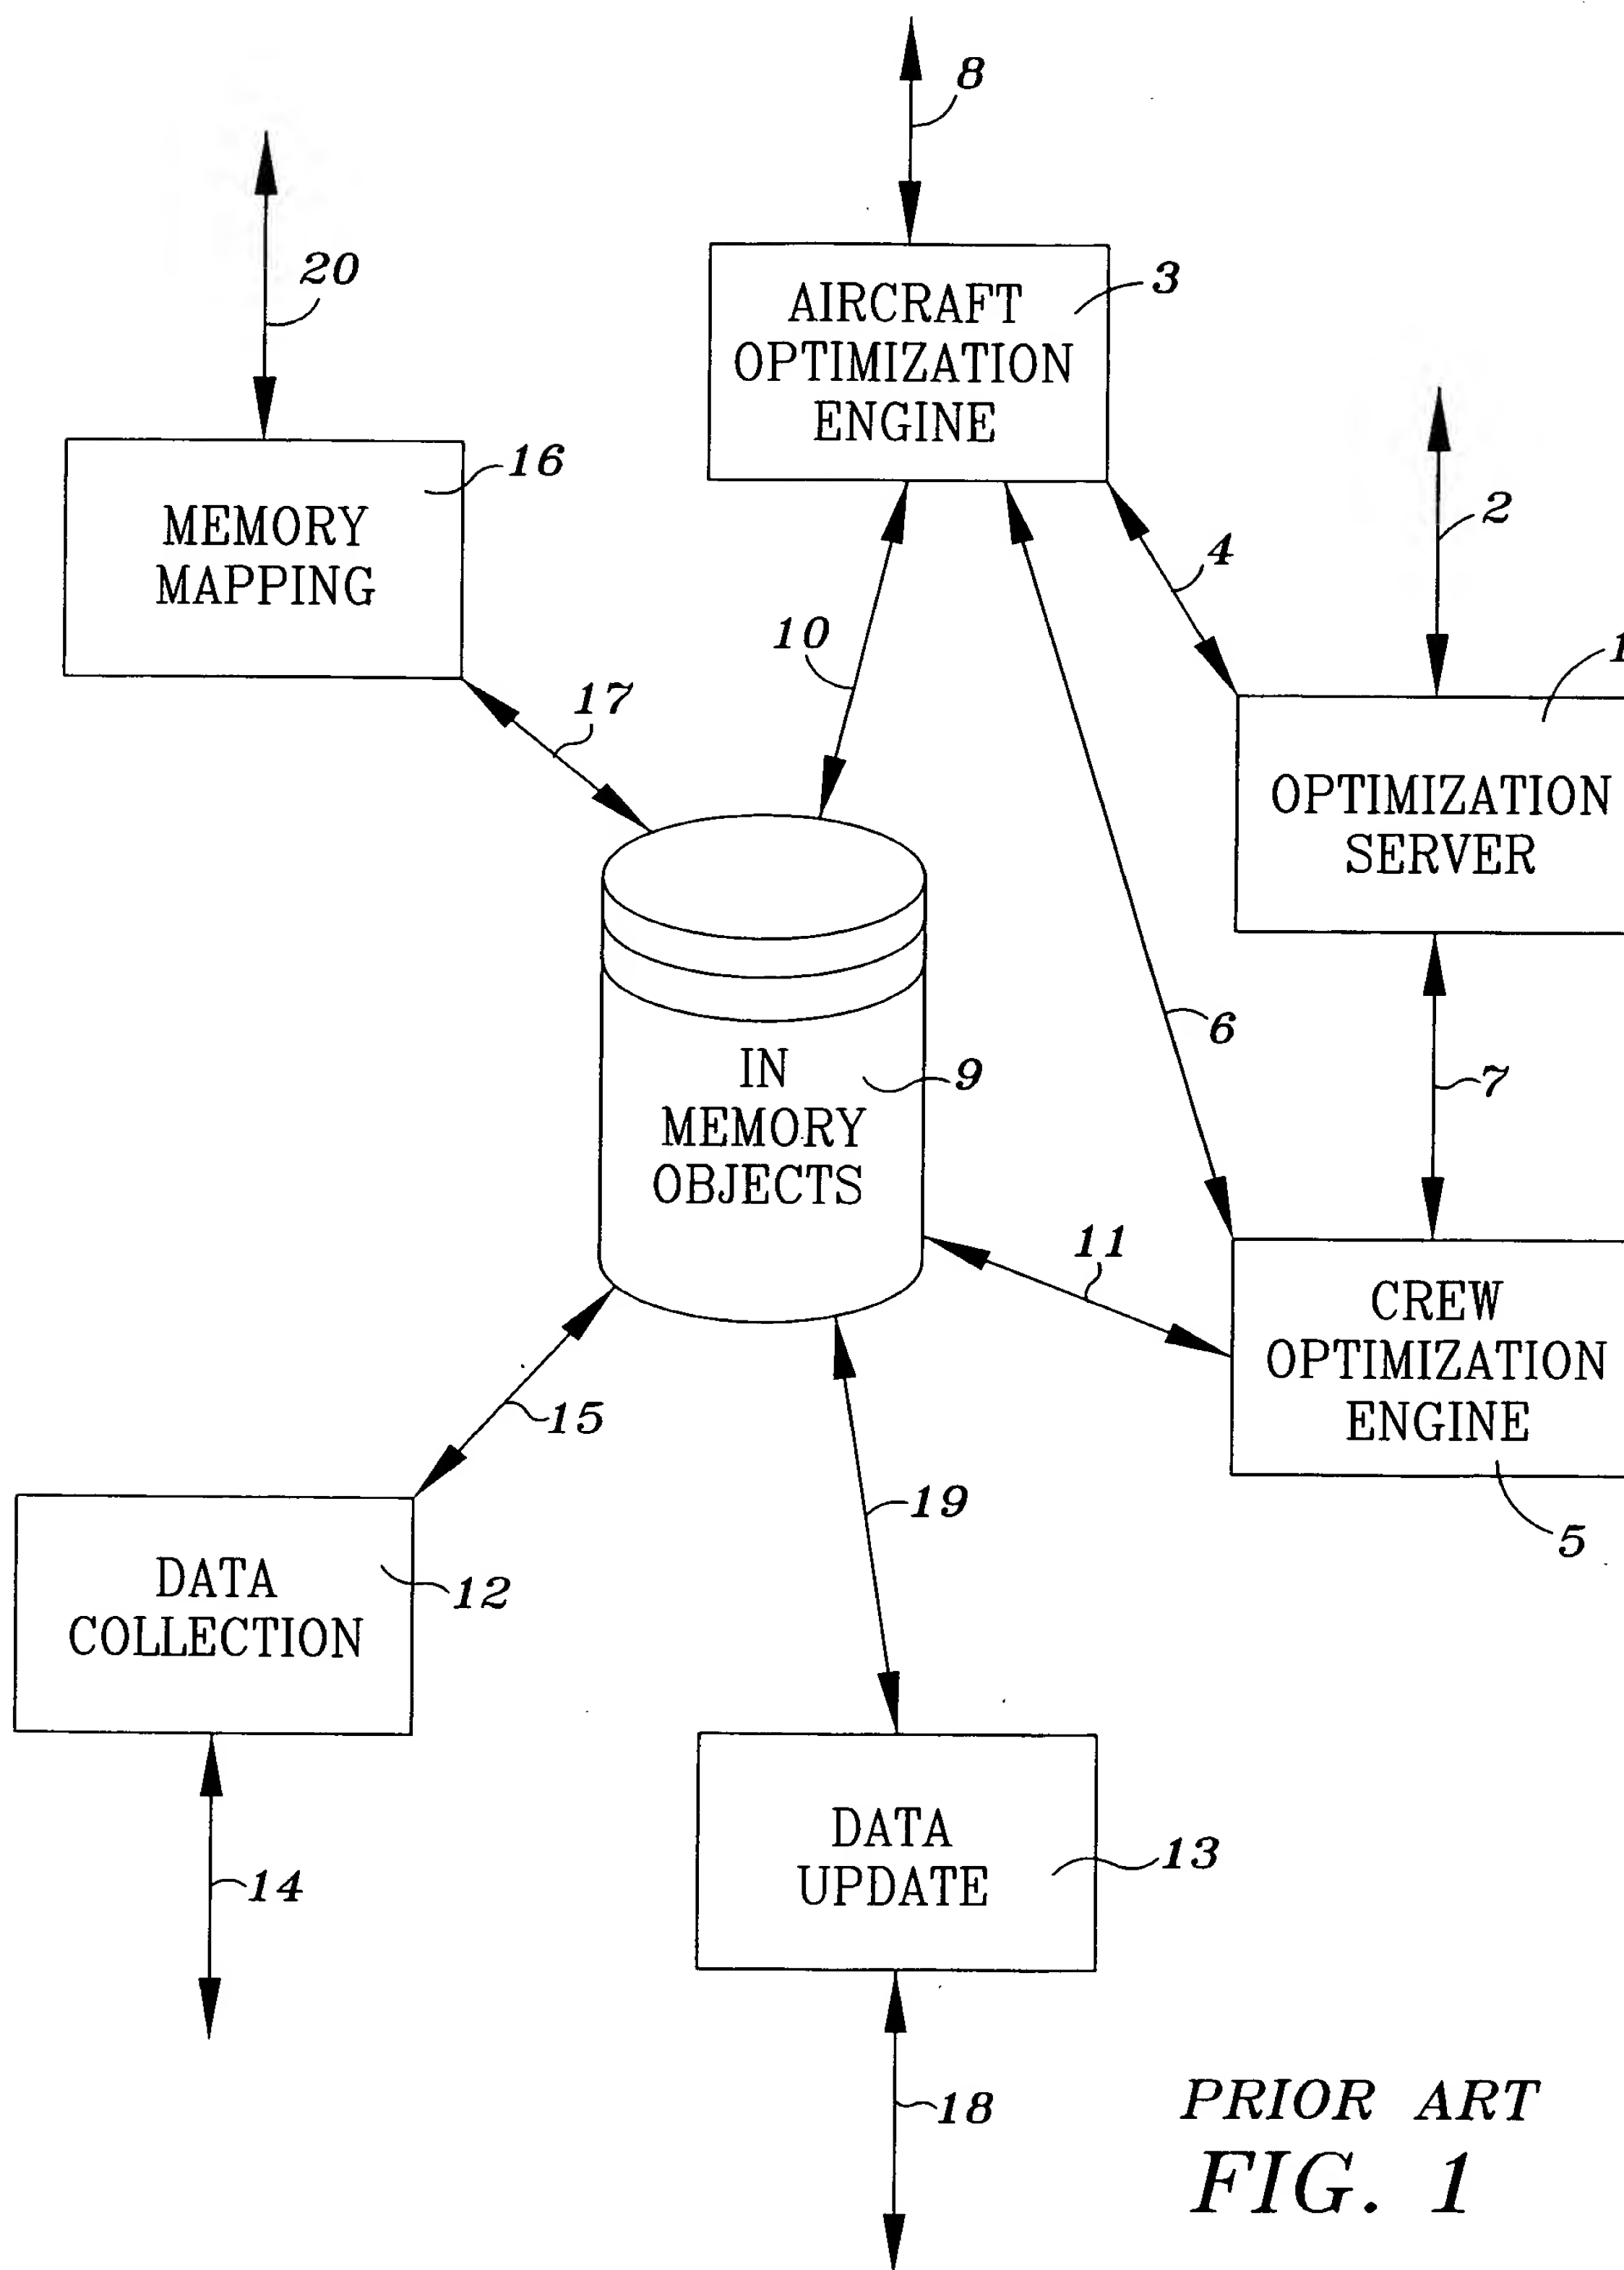 8
20
3
AIRCRAFT
OPTIMIZATION
ENGINE
16
MEMORY
MAPPING
2
4
10
1
17
OPTIMIZATION
SERVER
6
7
IN
MEMORY
OBJECTS
9
11
CREW
OPTIMIZATION
ENGINE
5
15
19
DATA
COLLECTION
12
DATA
UPDATE
13
14
18
PRIOR ART
FIG. 1